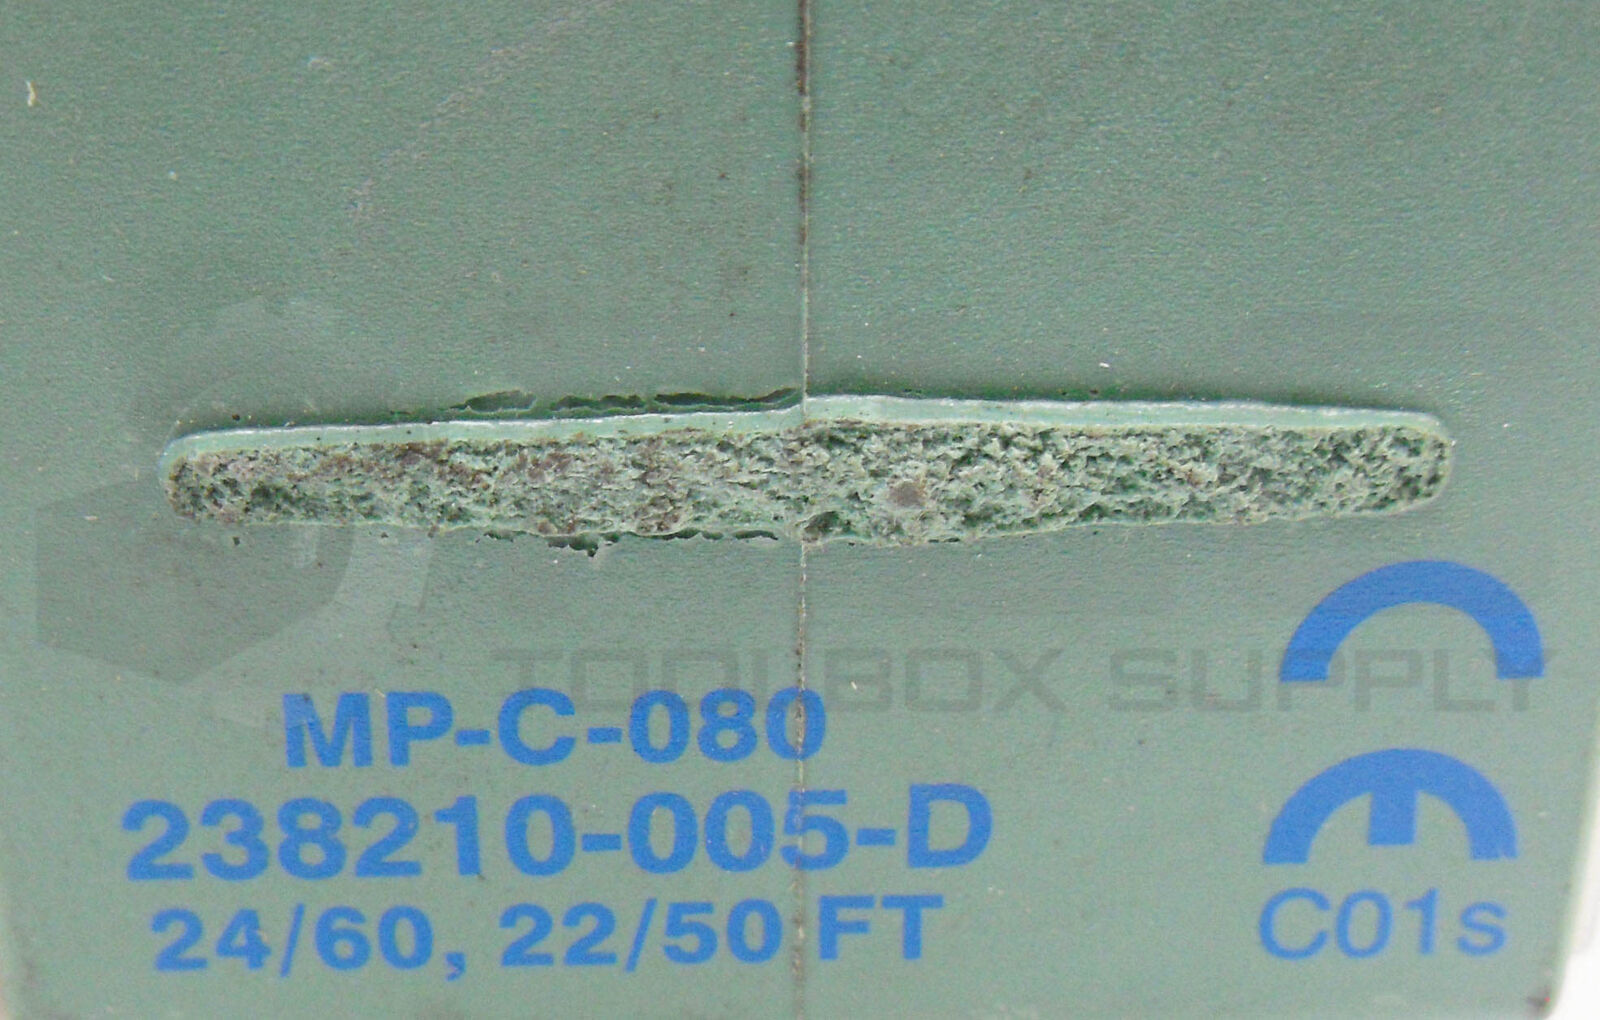 TOOLBOX SUPPLY
MP-C-080
238210-005-D
24/60, 22/50 FT
C01s